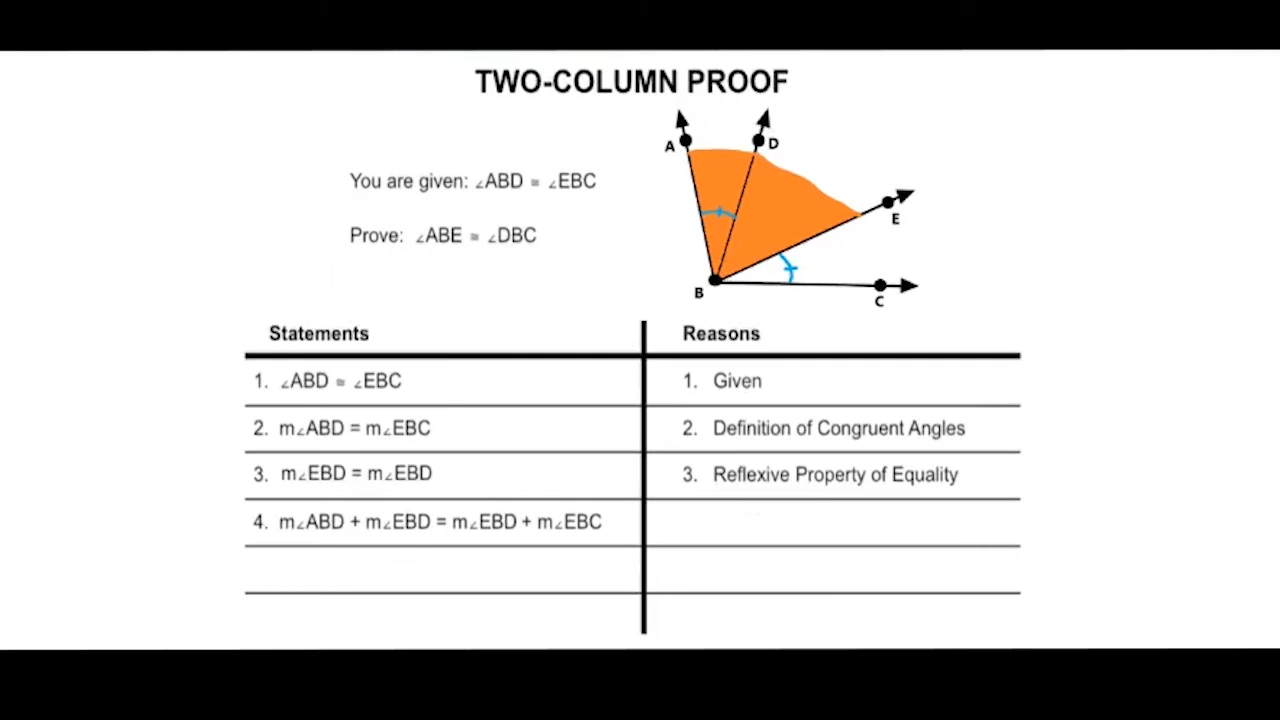 TWO-COLUMN PROOF
You are given: ∠ABD ≅ ∠EBC
Prove: ∠ABE ≅ ∠DBC
A
D
E
B
C
Statements
Reasons
1. ∠ABD ≅ ∠EBC
1. Given
2. m∠ABD = m∠EBC
2. Definition of Congruent Angles
3. m∠EBD = m∠EBD
3. Reflexive Property of Equality
4. m∠ABD + m∠EBD = m∠EBD + m∠EBC